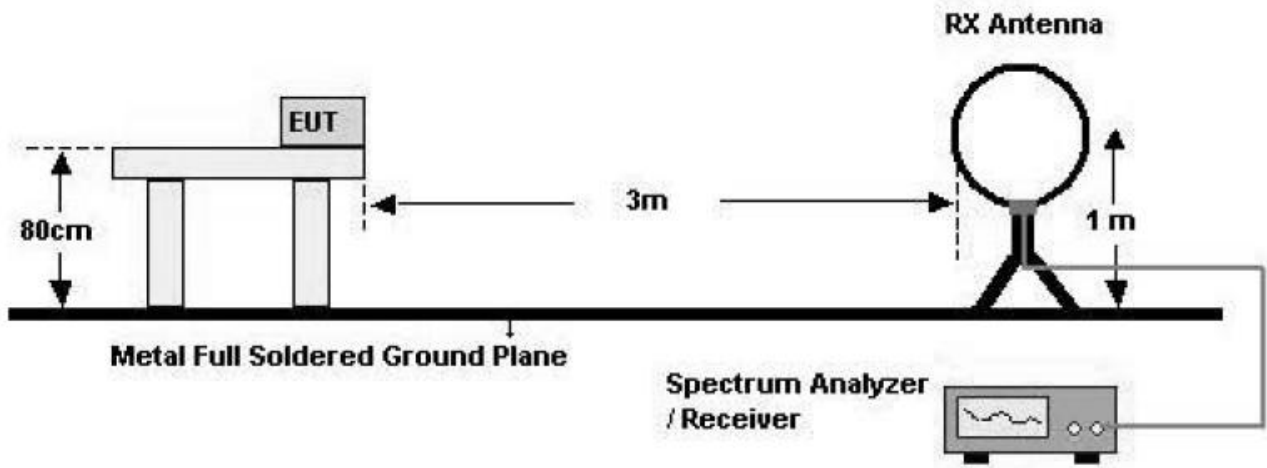 RX Antenna
EUT
80cm
3m
1 m
Metal Full Soldered Ground Plane
Spectrum Analyzer
/ Receiver